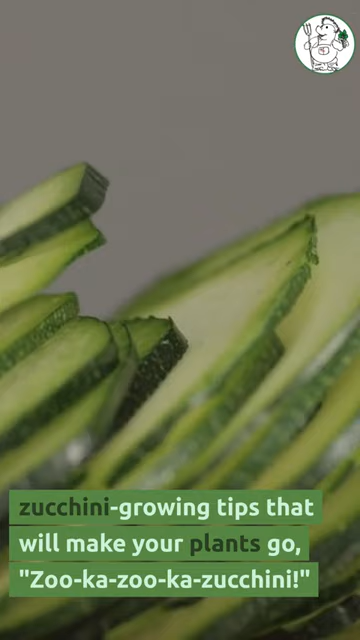 zucchini-growing tips that
will make your plants go,
"Zoo-ka-zoo-ka-zucchini!"